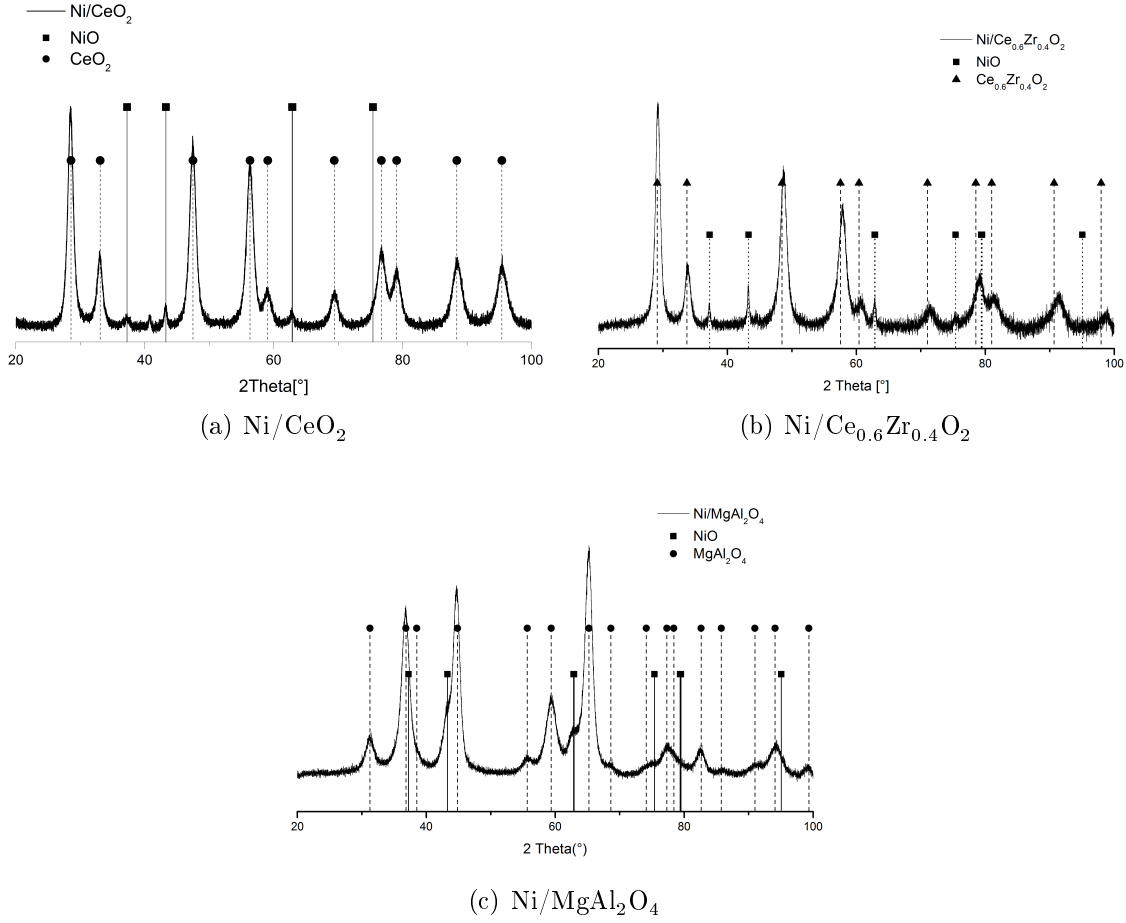 Ni/CeO₂
NiO
CeO₂
20 40 60 80 100
2Theta[°]
(a) Ni/CeO₂
Ni/Ce₀.₆Zr₀.₄O₂
NiO
Ce₀.₆Zr₀.₄O₂
20 40 60 80 100
2 Theta [°]
(b) Ni/Ce₀.₆Zr₀.₄O₂
Ni/MgAl₂O₄
NiO
MgAl₂O₄
20 40 60 80 100
2 Theta(°)
(c) Ni/MgAl₂O₄